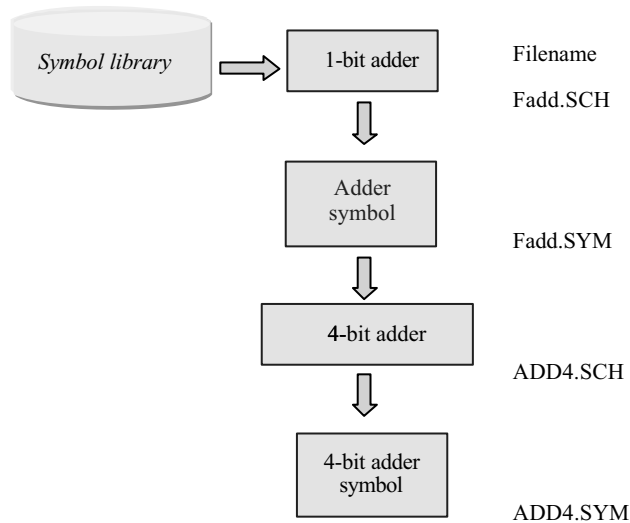 Symbol library
1-bit adder
Filename
Fadd.SCH
Adder
symbol
Fadd.SYM
4-bit adder
ADD4.SCH
4-bit adder
symbol
ADD4.SYM